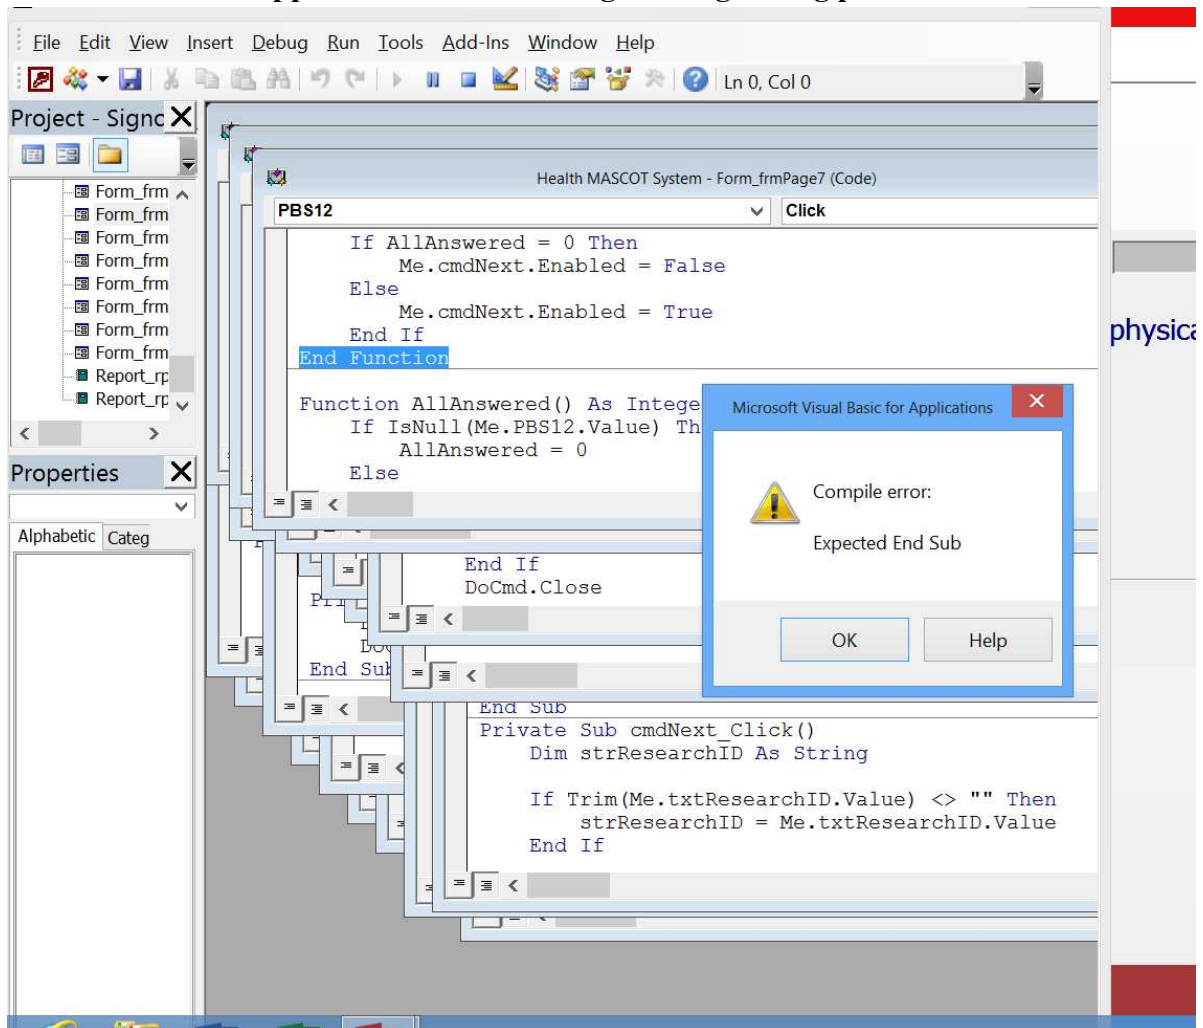 File Edit View Insert Debug Run Tools Add-Ins Window Help
Ln 0, Col 0
Project - Signc
Form_frm
Form_frm
Form_frm
Form_frm
Form_frm
Form_frm
Form_frm
Form_frm
Report_rp
Report_rp
Properties
Alphabetic Categ
Health MASCOT System - Form_frmPage7 (Code)
PBS12 Click
If AllAnswered = 0 Then
Me.cmdNext.Enabled = False
Else
Me.cmdNext.Enabled = True
End If
End Function
Function AllAnswered() As Intege
If IsNull(Me.PBS12.Value) Th
AllAnswered = 0
Else
Microsoft Visual Basic for Applications
Compile error:
Expected End Sub
OK Help
physica
End If
DoCmd.Close
End Sub
End Sub
Private Sub cmdNext_Click()
Dim strResearchID As String
If Trim(Me.txtResearchID.Value) <> "" Then
strResearchID = Me.txtResearchID.Value
End If